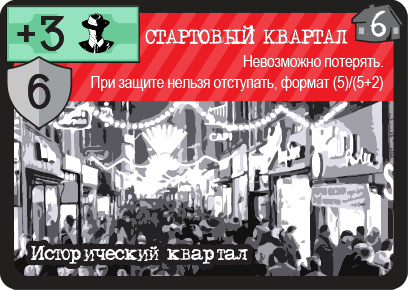 +3
СТАРТОВЫЙ КВАРТАЛ
6
Невозможно потерять.
При защите нельзя отступать, формат (5)/(5+2)
6
Исторический квартал